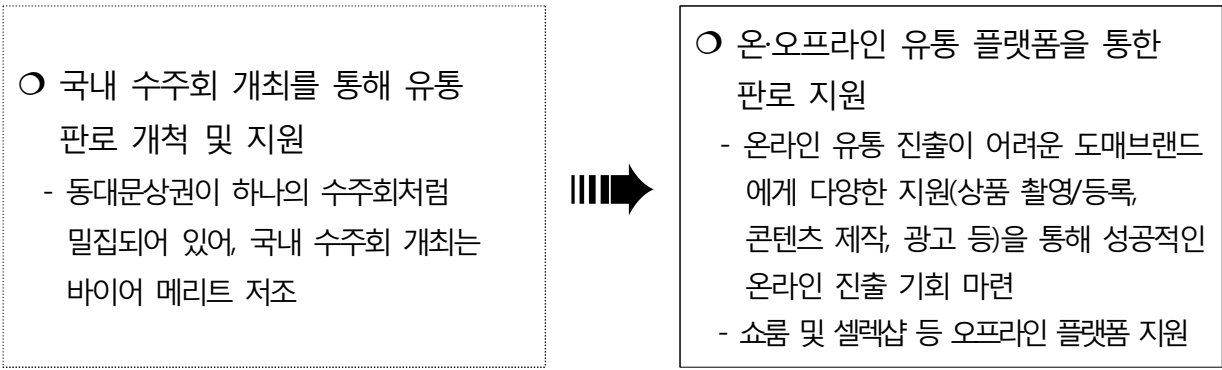 ❍ 국내 수주회 개최를 통해 유통
판로 개척 및 지원
- 동대문상권이 하나의 수주회처럼
밀집되어 있어, 국내 수주회 개최는
바이어 메리트 저조
❍ 온·오프라인 유통 플랫폼을 통한
판로 지원
- 온라인 유통 진출이 어려운 도매브랜드
에게 다양한 지원(상품 촬영/등록,
콘텐츠 제작, 광고 등)을 통해 성공적인
온라인 진출 기회 마련
- 쇼룸 및 셀렉샵 등 오프라인 플랫폼 지원